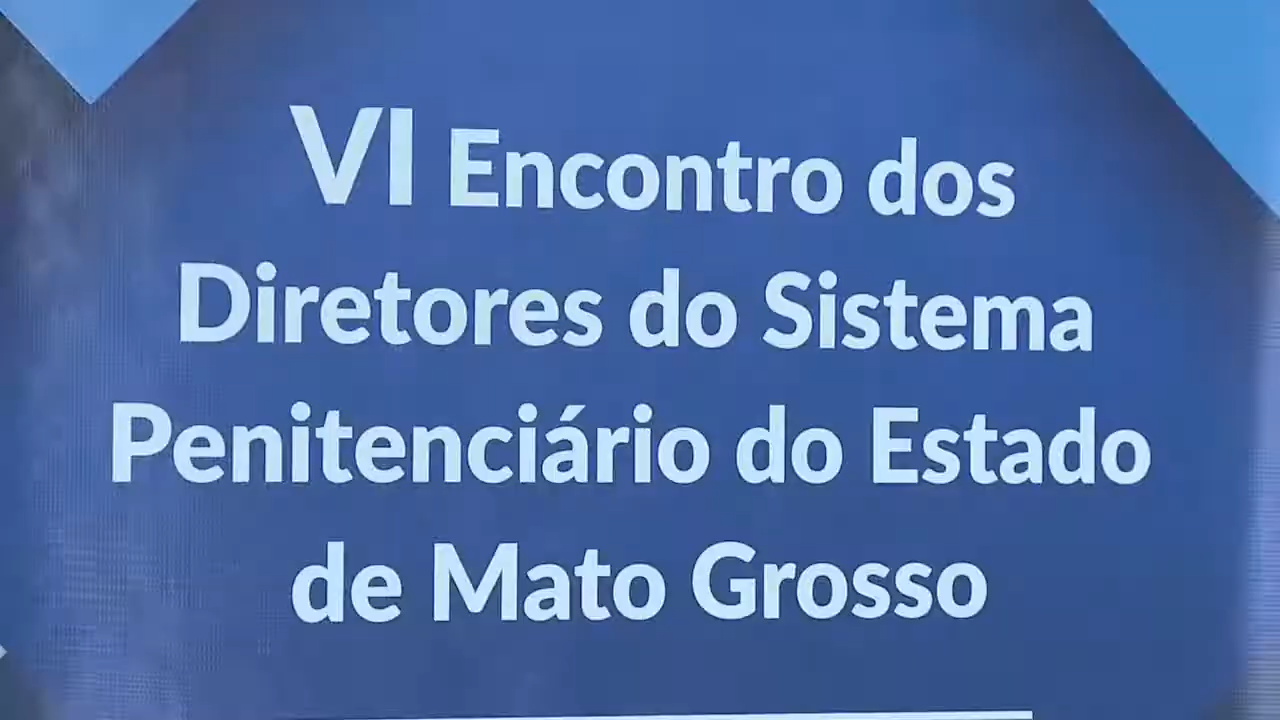 VI Encontro dos
Diretores do Sistema
Penitenciário do Estado
de Mato Grosso